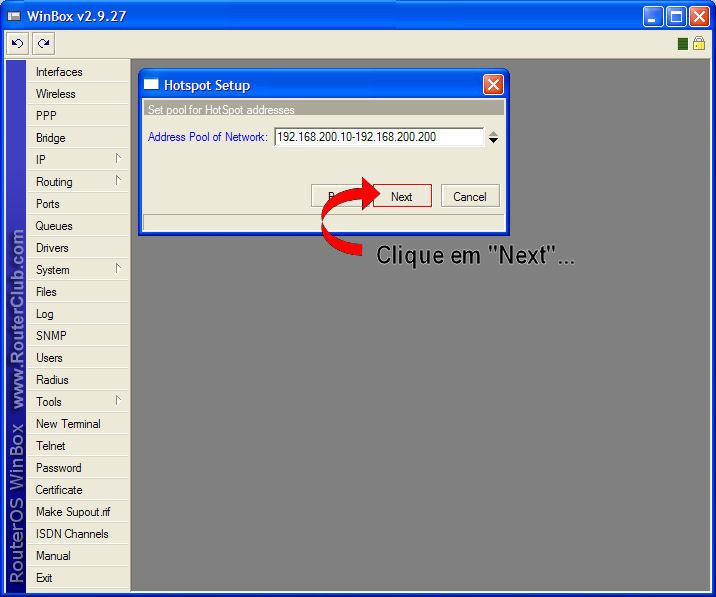 WinBox v2.9.27
Interfaces
Wireless
PPP
Bridge
IP
Routing
Ports
Queues
Drivers
System
Files
Log
SNMP
Users
Radius
Tools
New Terminal
Telnet
Password
Certificate
Make Supout.rif
ISDN Channels
Manual
Exit
RouterOS WinBox www.RouterClub.com
Hotspot Setup
Set pool for HotSpot addresses
Address Pool of Network: 192.168.200.10-192.168.200.200
Next Cancel
Clique em "Next"...